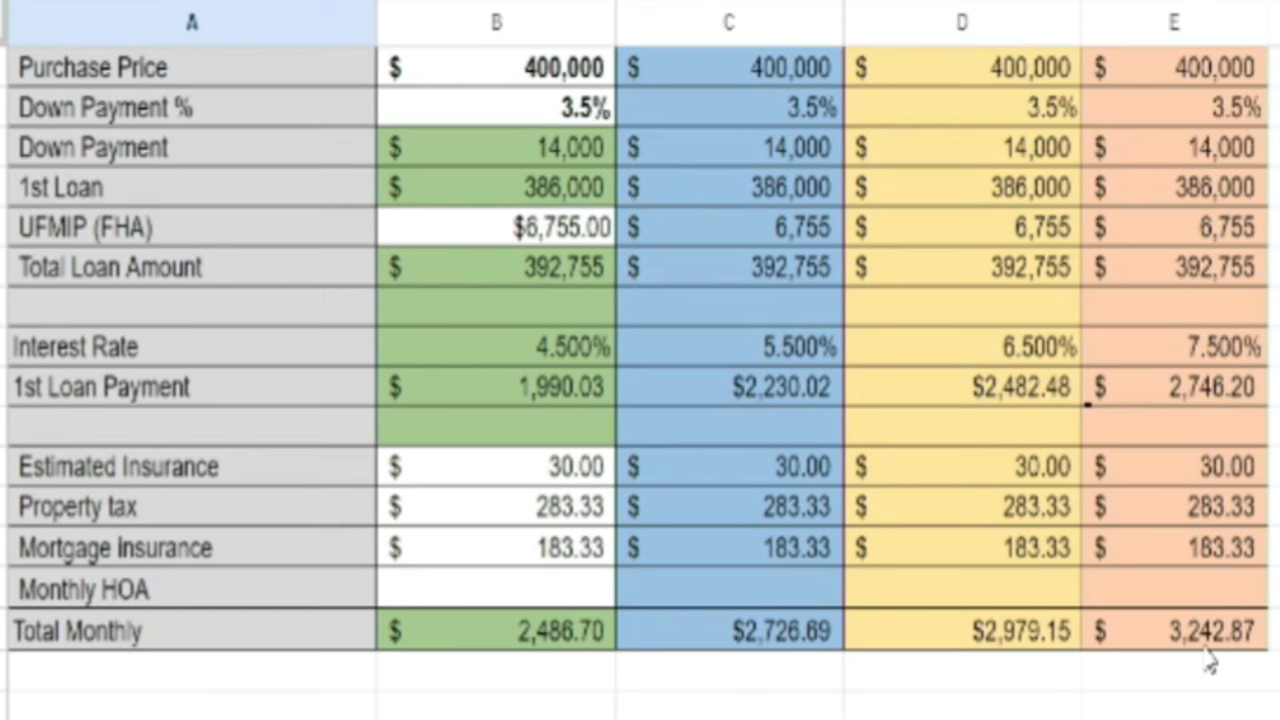 A B C D E
Purchase Price $ 400,000 $ 400,000 $ 400,000 $ 400,000
Down Payment % 3.5% 3.5% 3.5% 3.5%
Down Payment $ 14,000 $ 14,000 $ 14,000 $ 14,000
1st Loan $ 386,000 $ 386,000 $ 386,000 $ 386,000
UFMIP (FHA) $6,755.00 $ 6,755 $ 6,755 $ 6,755
Total Loan Amount $ 392,755 $ 392,755 $ 392,755 $ 392,755
Interest Rate 4.500% 5.500% 6.500% 7.500%
1st Loan Payment $ 1,990.03 $2,230.02 $2,482.48 $ 2,746.20
Estimated Insurance $ 30.00 $ 30.00 $ 30.00 $ 30.00
Property tax $ 283.33 $ 283.33 $ 283.33 $ 283.33
Mortgage insurance $ 183.33 $ 183.33 $ 183.33 $ 183.33
Monthly HOA
Total Monthly $ 2,486.70 $2,726.69 $2,979.15 $ 3,242.87